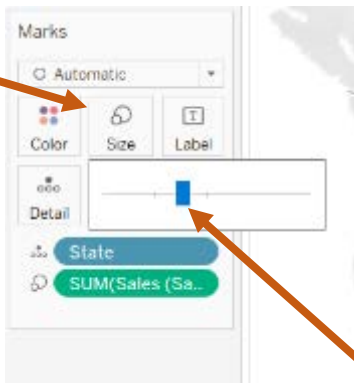 Marks
Automatic
Color Size Label
Detail
State
SUM(Sales (Sa..